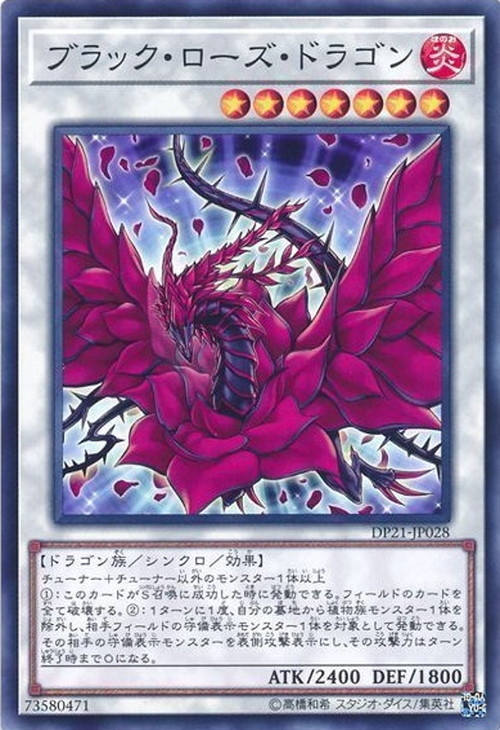 ブラック・ローズ・ドラゴン
炎
DP21-JP028
【ドラゴン族／シンクロ／効果】
チューナー＋チューナー以外のモンスター1体以上
①：このカードがS召喚に成功した時に発動できる。フィールドのカードを
全て破壊する。②：1ターンに1度、自分の墓地から植物族モンスター1体を
除外し、相手フィールドの守備表示モンスター1体を対象として発動できる。
その相手の守備表示モンスターを表側攻撃表示にし、その攻撃力はターン
終了時まで０になる。
ATK/2400 DEF/1800
73580471
©高橋和希 スタジオ・ダイス/集英社